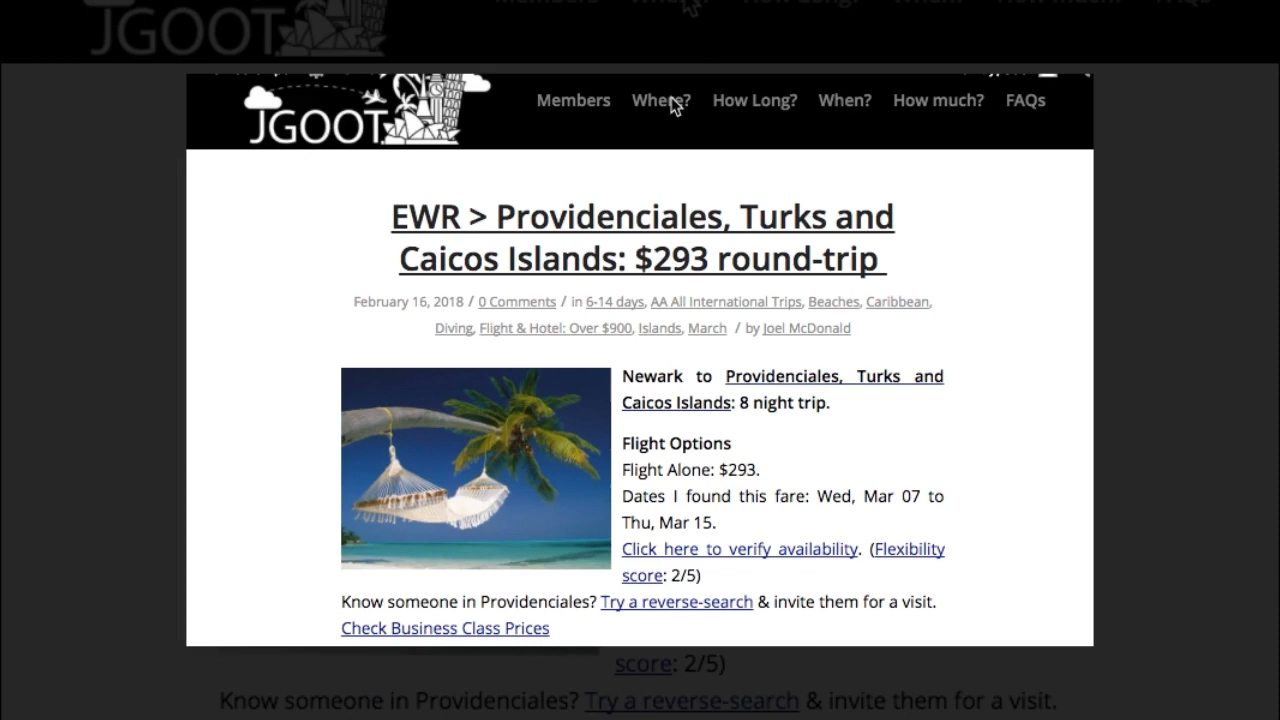 JGOOT
Members Where? How Long? When? How much? FAQs
EWR > Providenciales, Turks and
Caicos Islands: $293 round-trip
February 16, 2018 / 0 Comments / in 6-14 days, AA All International Trips, Beaches, Caribbean,
Diving, Flight & Hotel: Over $900, Islands, March / by Joel McDonald
Newark to Providenciales, Turks and
Caicos Islands: 8 night trip.
Flight Options
Flight Alone: $293.
Dates I found this fare: Wed, Mar 07 to
Thu, Mar 15.
Click here to verify availability. (Flexibility
score: 2/5)
Know someone in Providenciales? Try a reverse-search & invite them for a visit.
Check Business Class Prices
JGOOT
score: 2/5)
Know someone in Providenciales? Try a reverse-search & invite them for a visit.